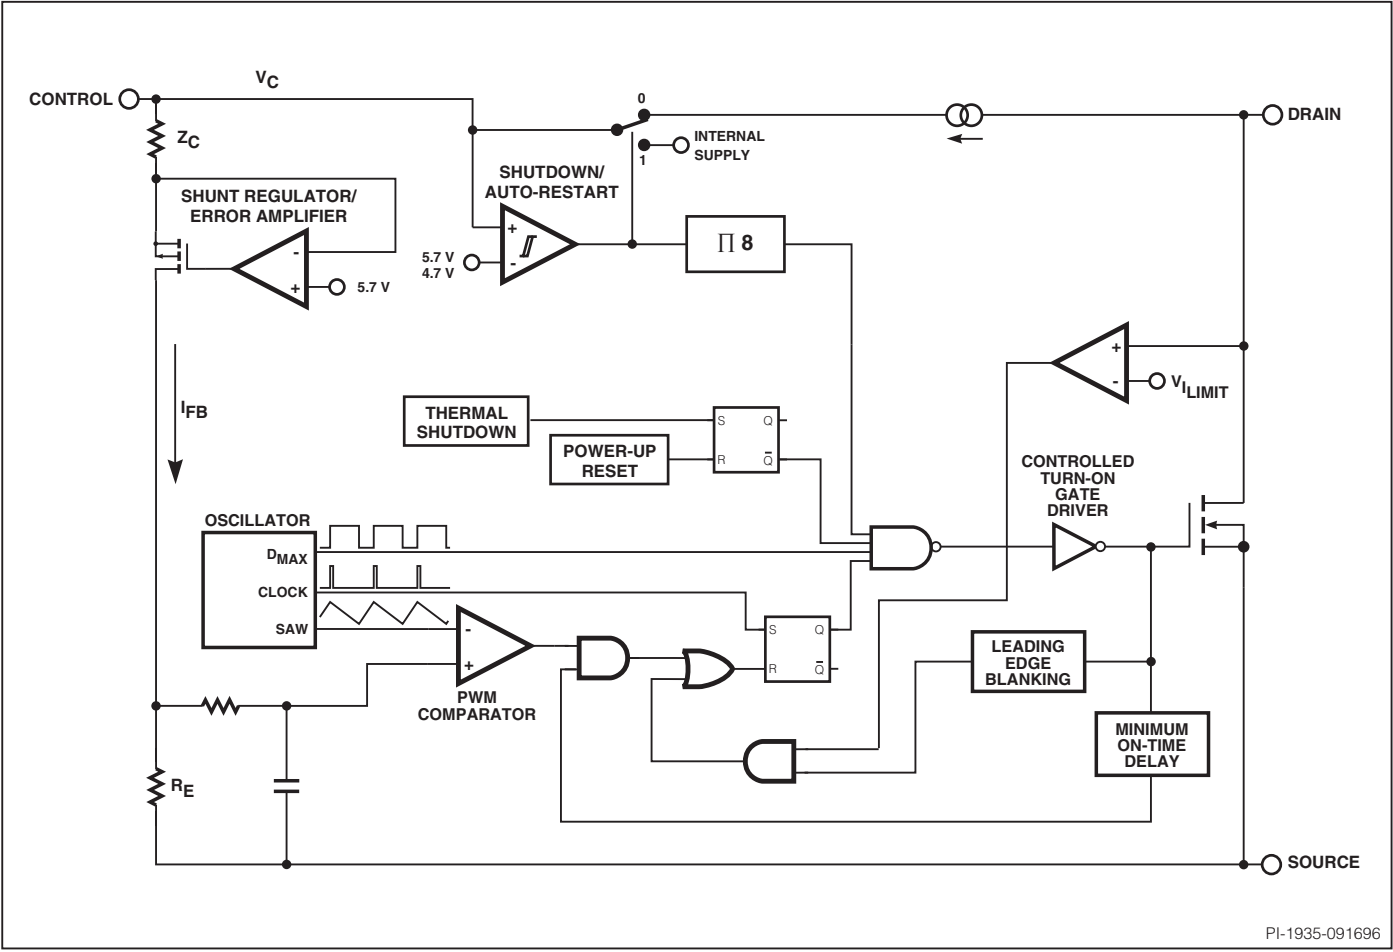 V_C
CONTROL
0
DRAIN
Z_C
INTERNAL
SUPPLY
1
SHUTDOWN/
AUTO-RESTART
SHUNT REGULATOR/
ERROR AMPLIFIER
+
-
5.7 V
4.7 V
∏ 8
-
+
5.7 V
+
-
V_ILIMIT
I_FB
THERMAL
SHUTDOWN
S
Q
R
Q̅
POWER-UP
RESET
CONTROLLED
TURN-ON
GATE
DRIVER
OSCILLATOR
D_MAX
CLOCK
SAW
-
+
PWM
COMPARATOR
S
Q
R
Q̅
LEADING
EDGE
BLANKING
MINIMUM
ON-TIME
DELAY
R_E
SOURCE
PI-1935-091696